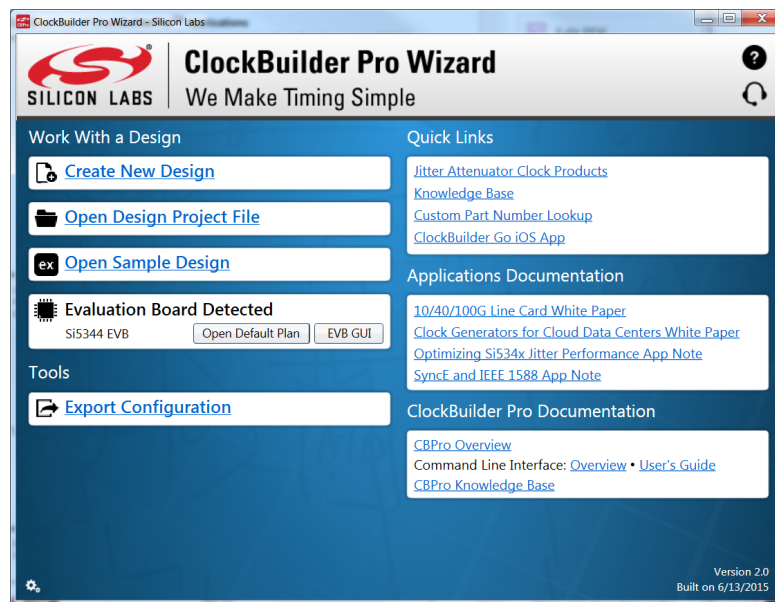 ClockBuilder Pro Wizard - Silicon Labs
SILICON LABS
ClockBuilder Pro Wizard
We Make Timing Simple
Work With a Design
Create New Design
Open Design Project File
ex Open Sample Design
Evaluation Board Detected
Si5344 EVB Open Default Plan EVB GUI
Tools
Export Configuration
Quick Links
Jitter Attenuator Clock Products
Knowledge Base
Custom Part Number Lookup
ClockBuilder Go iOS App
Applications Documentation
10/40/100G Line Card White Paper
Clock Generators for Cloud Data Centers White Paper
Optimizing Si534x Jitter Performance App Note
SyncE and IEEE 1588 App Note
ClockBuilder Pro Documentation
CBPro Overview
Command Line Interface: Overview • User's Guide
CBPro Knowledge Base
Version 2.0
Built on 6/13/2015